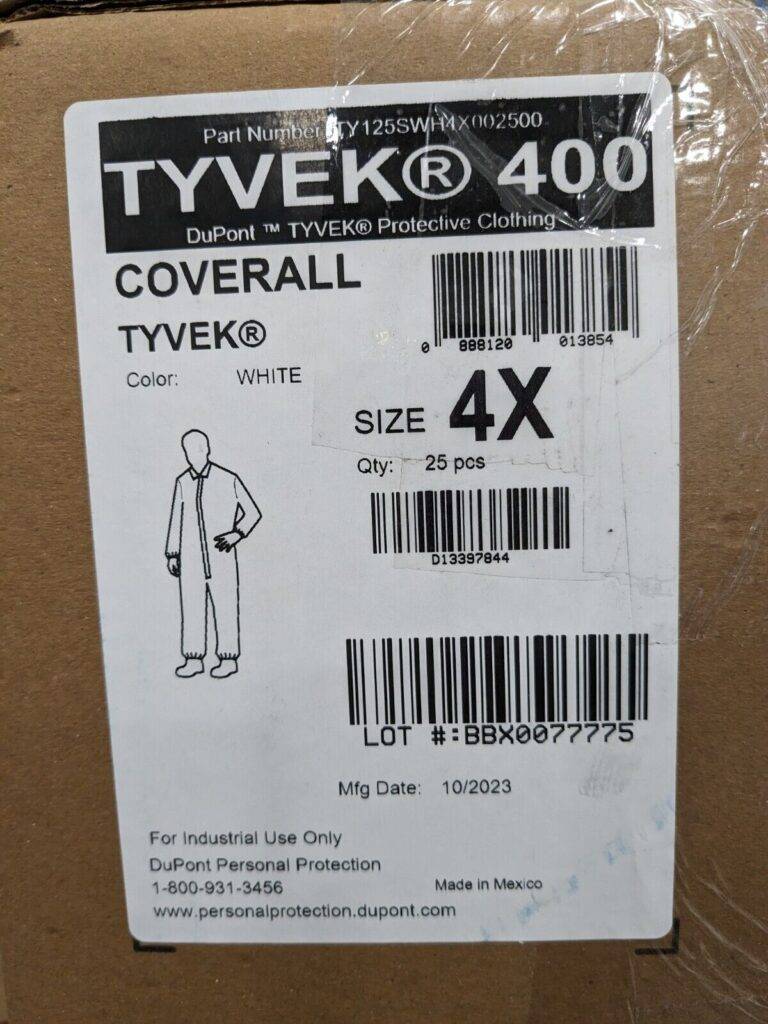 Part Number TY125SWH4X002500
TYVEK® 400
DuPont ™ TYVEK® Protective Clothing
COVERALL
TYVEK®
Color: WHITE
0 888120 013854
SIZE 4X
Qty: 25 pcs
D13397844
LOT #:BBX0077775
Mfg Date: 10/2023
For Industrial Use Only
DuPont Personal Protection
1-800-931-3456
Made in Mexico
www.personalprotection.dupont.com